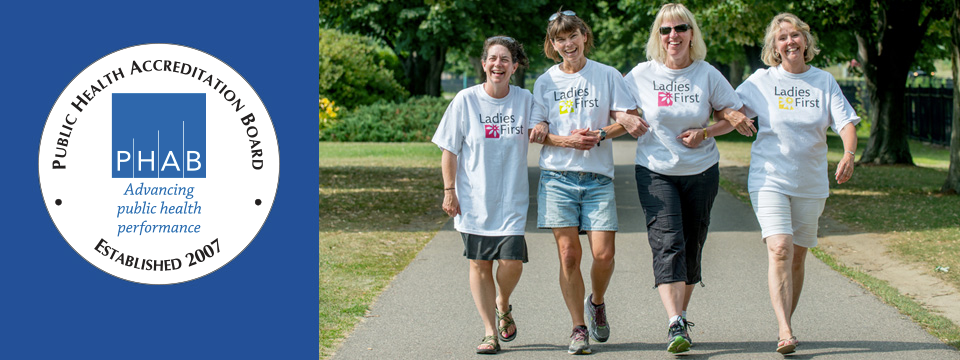 PUBLIC HEALTH ACCREDITATION BOARD
PHAB
Advancing
public health
performance
ESTABLISHED 2007
Ladies
First
Ladies
First
Ladies
First
Ladies
First